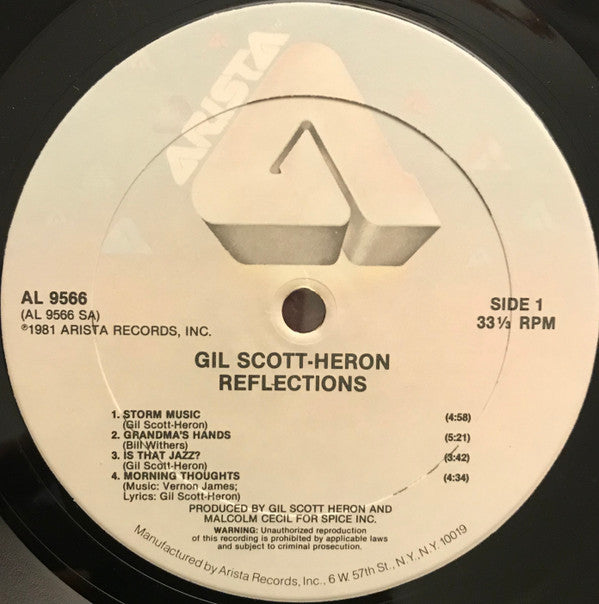 ARISTA
AL 9566
(AL 9566 SA)
℗1981 ARISTA RECORDS, INC.
SIDE 1
33⅓ RPM
GIL SCOTT-HERON
REFLECTIONS
1. STORM MUSIC (4:58)
(Gil Scott-Heron)
2. GRANDMA'S HANDS (5:21)
(Bill Withers)
3. IS THAT JAZZ? (3:42)
(Gil Scott-Heron)
4. MORNING THOUGHTS (4:34)
(Music: Vernon James;
Lyrics: Gil Scott-Heron)
PRODUCED BY GIL SCOTT HERON AND
MALCOLM CECIL FOR SPICE INC.
WARNING: Unauthorized reproduction
of this recording is prohibited by applicable laws
and subject to criminal prosecution.
Manufactured by Arista Records, Inc., 6 W. 57th St., N.Y., N.Y. 10019